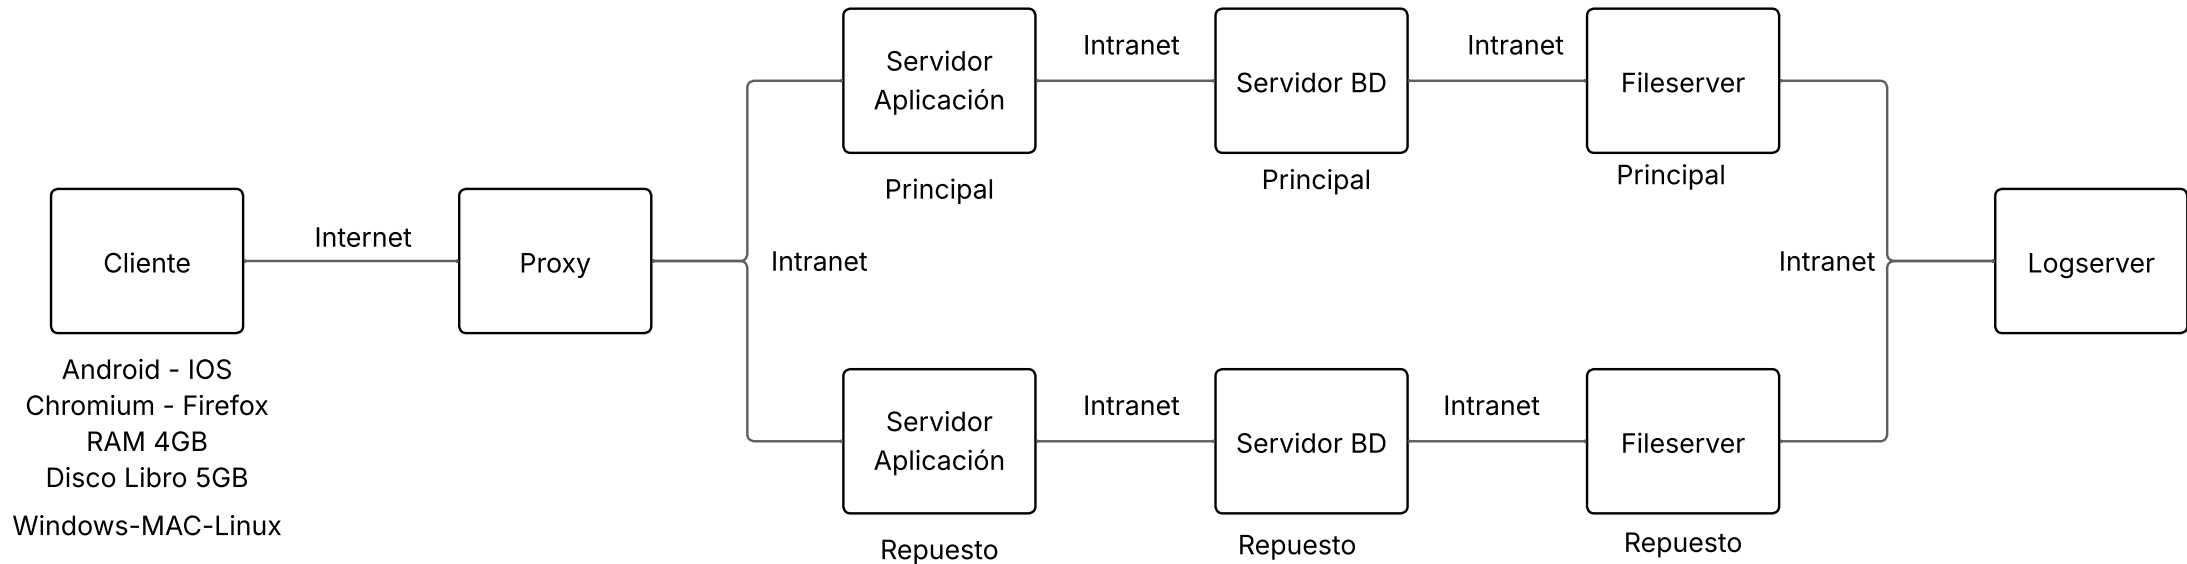 Servidor
Aplicación
Intranet
Servidor BD
Intranet
Fileserver
Principal
Principal
Principal
Cliente
Internet
Proxy
Intranet
Intranet
Logserver
Android - IOS
Chromium - Firefox
RAM 4GB
Disco Libro 5GB
Windows-MAC-Linux
Servidor
Aplicación
Intranet
Servidor BD
Intranet
Fileserver
Repuesto
Repuesto
Repuesto